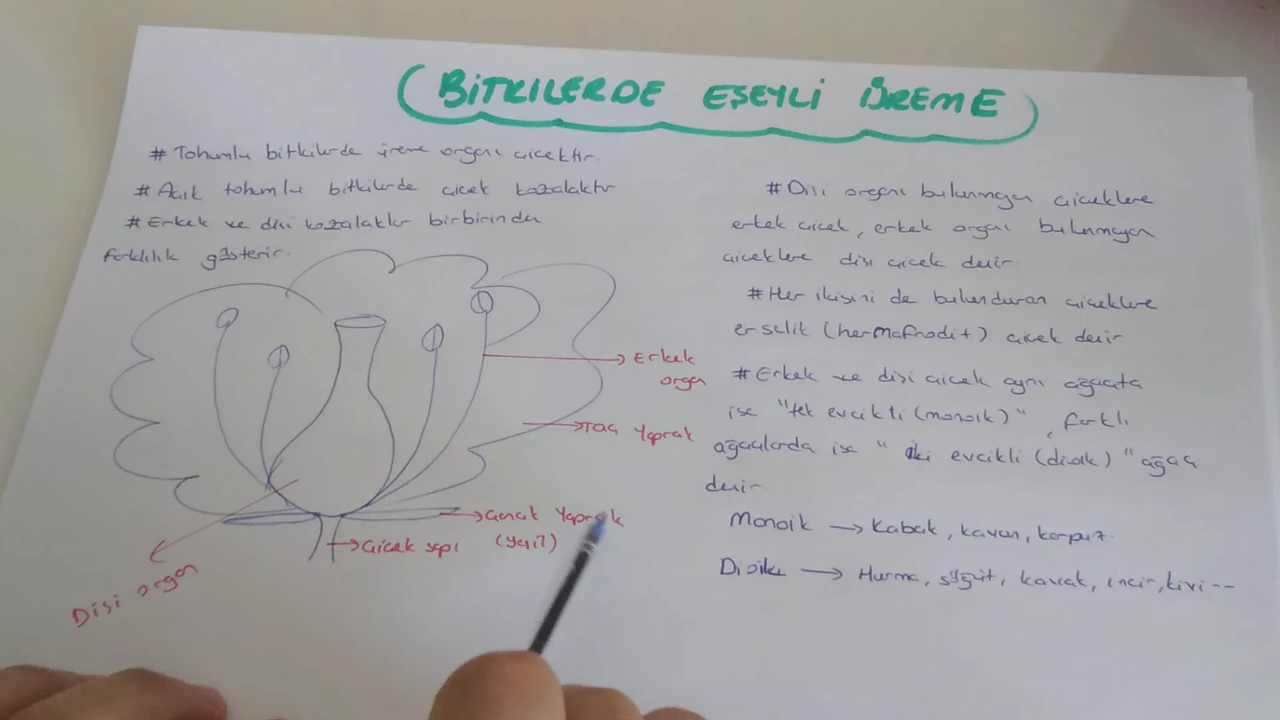 BİTKİLERDE EŞEYLİ ÜREME
# Tohumlu bitkilerde üreme organı çiçektir.
# Açık tohumlu bitkilerde çiçek kozalaktır
# Erkek ve dişi kozalaklar birbirinden
farklılık gösterir.
Erkek
organ
Taç Yaprak
Çanak Yaprak
(Yeşil)
Çiçek sapı
Dişi organ
# Dişi organı bulunmayan çiçeklere
erkek çiçek, erkek organı bulunmayan
çiçeklere dişi çiçek denir.
# Her ikisini de bulunduran çiçeklere
erselik (hermafrodit) çiçek denir
# Erkek ve dişi çiçek aynı ağaçta
ise "tek evcikli (monoik)", farklı
ağaçlarda ise "iki evcikli (dioik)" ağaç
denir.
Monoik → Kabak, kavun, karpuz.
Dioik → Hurma, söğüt, kavak, incir, kivi --